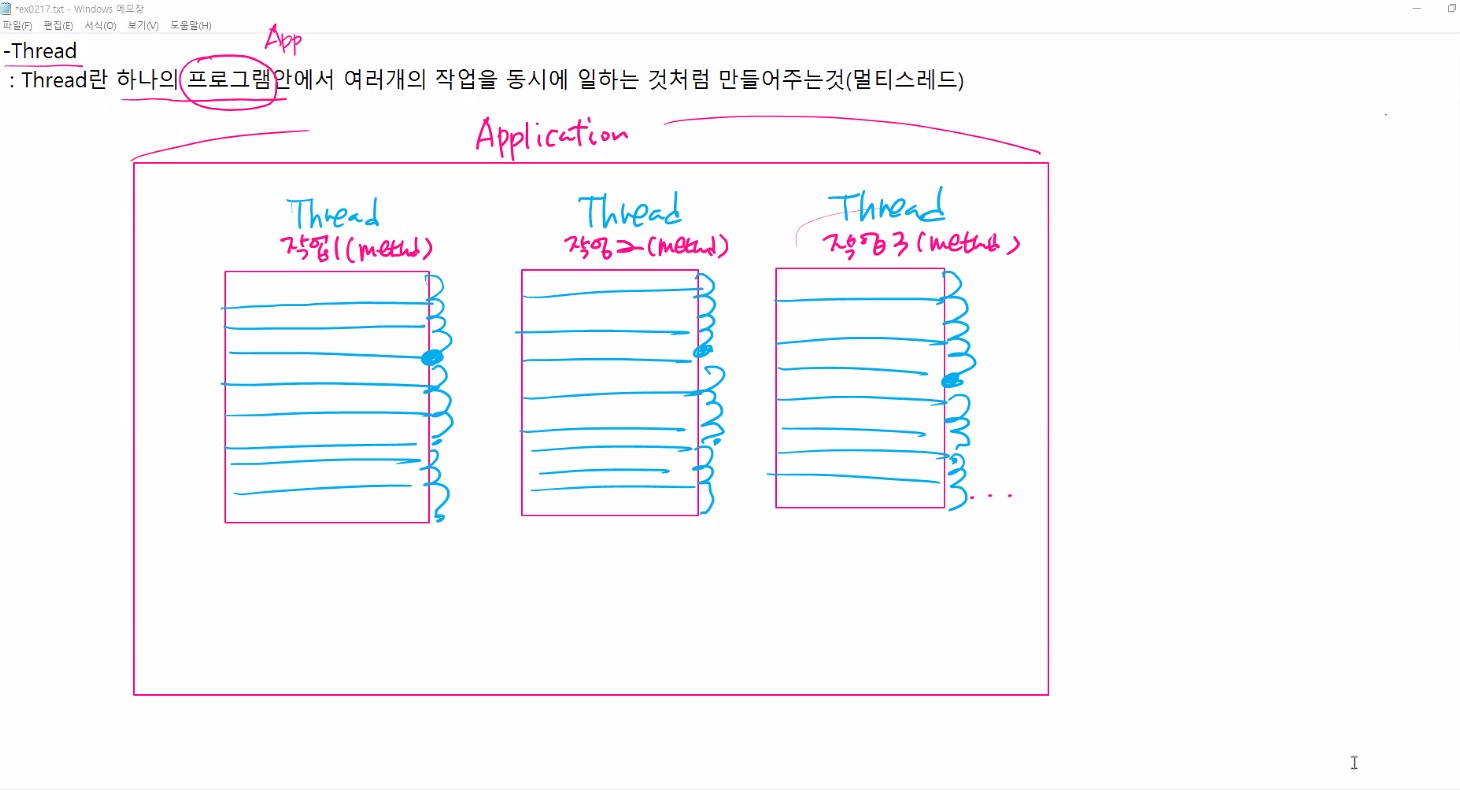 *ex0217.txt - Windows 메모장
파일(F) 편집(E) 서식(O) 보기(V) 도움말(H)
App
-Thread
: Thread란 하나의 프로그램안에서 여러개의 작업을 동시에 일하는 것처럼 만들어주는것(멀티스레드)
Application
Thread Thread Thread
작업1(method) 작업2(method) 작업3(method)
...